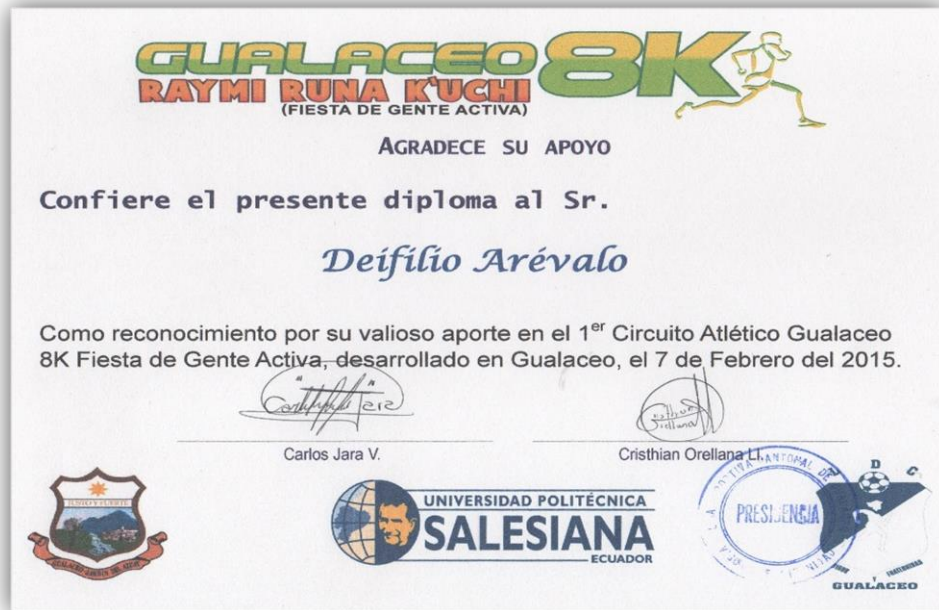 GUALACEO 8K
RAYMI RUNA K'UCHI
(FIESTA DE GENTE ACTIVA)
AGRADECE SU APOYO
Confiere el presente diploma al Sr.
Deifilio Arévalo
Como reconocimiento por su valioso aporte en el 1er Circuito Atlético Gualaceo
8K Fiesta de Gente Activa, desarrollado en Gualaceo, el 7 de Febrero del 2015.
Carlos Jara V.
Cristhian Orellana Ll.
UNIVERSIDAD POLITÉCNICA
SALESIANA
ECUADOR
PRESIDENCIA
D C
GUALACEO